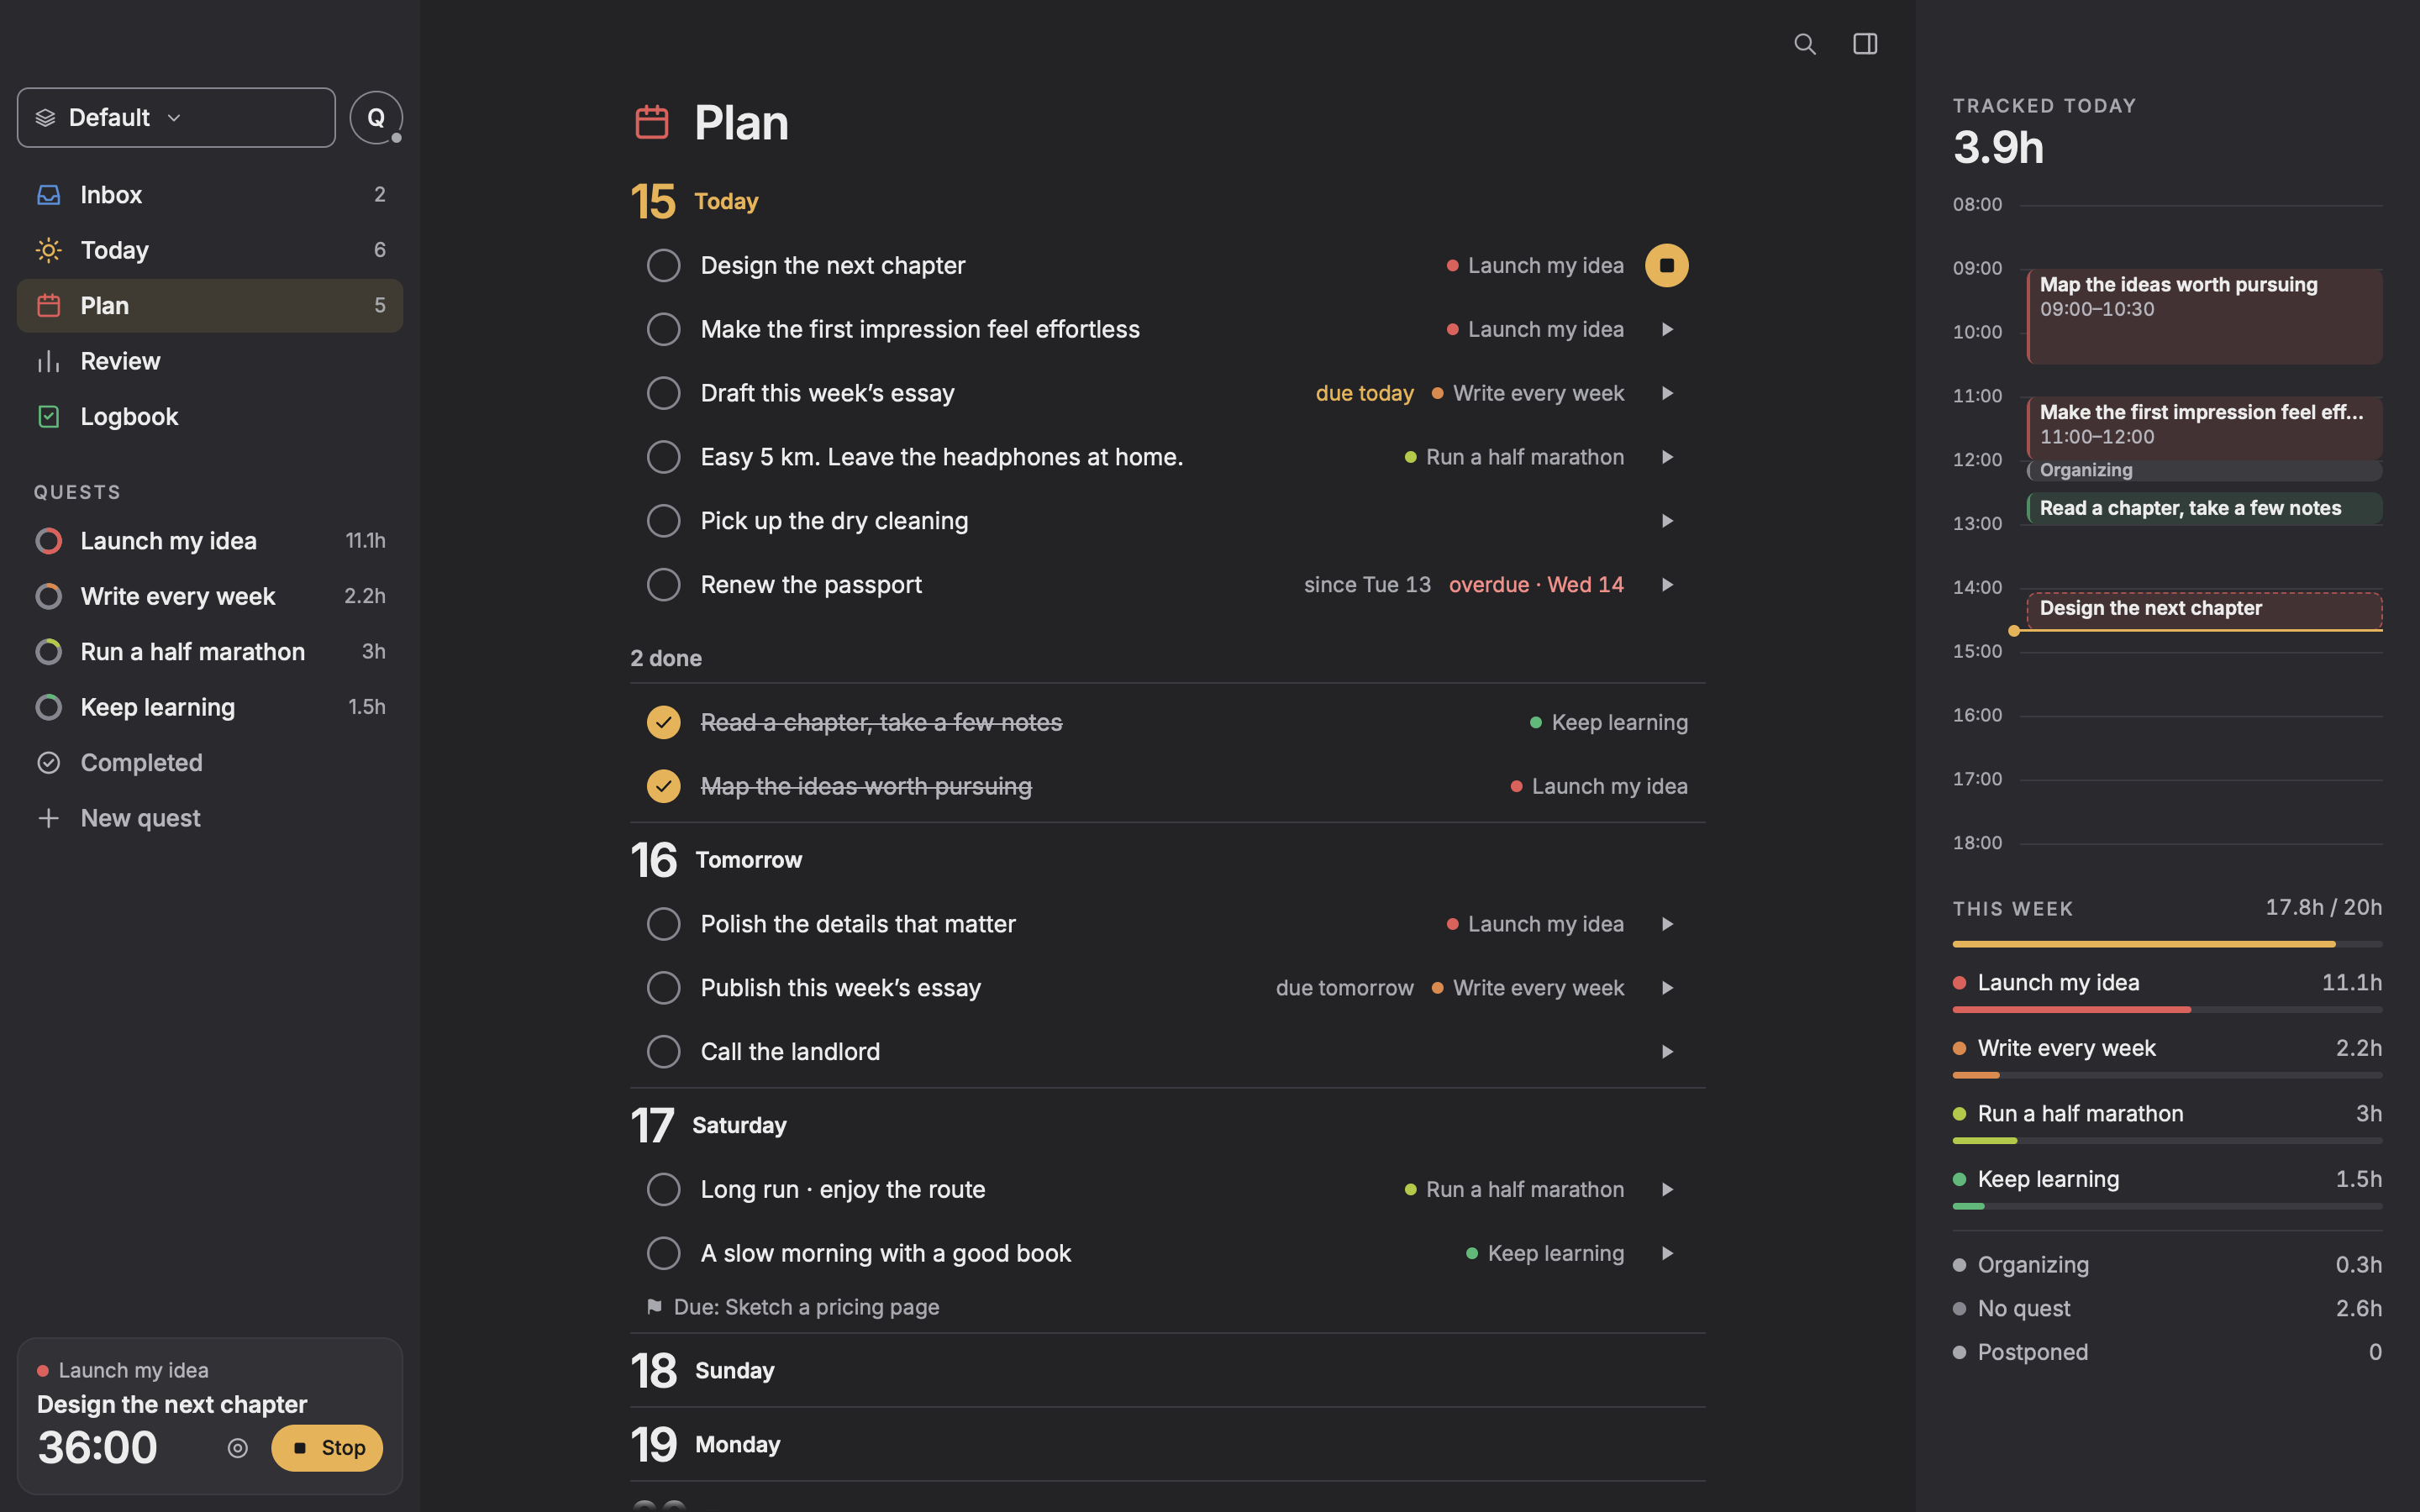 Default
Q
Inbox 2
Today 6
Plan 5
Review
Logbook
QUESTS
Launch my idea 11.1h
Write every week 2.2h
Run a half marathon 3h
Keep learning 1.5h
Completed
New quest
Launch my idea
Design the next chapter
36:00 Stop
Plan
15 Today
Design the next chapter Launch my idea
Make the first impression feel effortless Launch my idea
Draft this week’s essay due today Write every week
Easy 5 km. Leave the headphones at home. Run a half marathon
Pick up the dry cleaning
Renew the passport since Tue 13 overdue · Wed 14
2 done
Read a chapter, take a few notes Keep learning
Map the ideas worth pursuing Launch my idea
16 Tomorrow
Polish the details that matter Launch my idea
Publish this week’s essay due tomorrow Write every week
Call the landlord
17 Saturday
Long run · enjoy the route Run a half marathon
A slow morning with a good book Keep learning
Due: Sketch a pricing page
18 Sunday
19 Monday
TRACKED TODAY
3.9h
08:00
09:00
Map the ideas worth pursuing
09:00–10:30
10:00
11:00
Make the first impression feel eff...
11:00–12:00
12:00
Organizing
Read a chapter, take a few notes
13:00
14:00
Design the next chapter
15:00
16:00
17:00
18:00
THIS WEEK 17.8h / 20h
Launch my idea 11.1h
Write every week 2.2h
Run a half marathon 3h
Keep learning 1.5h
Organizing 0.3h
No quest 2.6h
Postponed 0